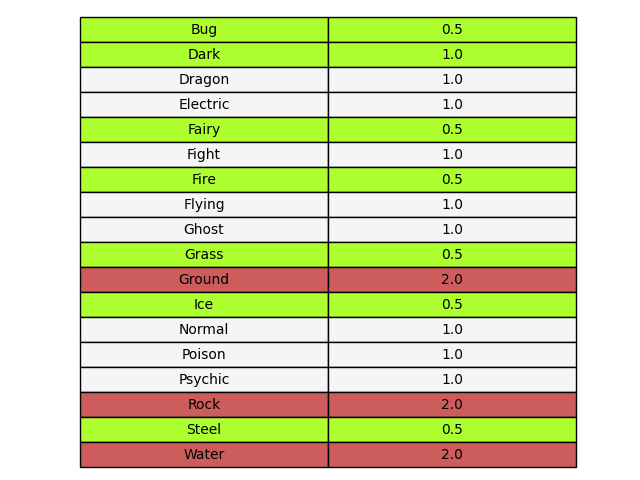 Bug 0.5
Dark 1.0
Dragon 1.0
Electric 1.0
Fairy 0.5
Fight 1.0
Fire 0.5
Flying 1.0
Ghost 1.0
Grass 0.5
Ground 2.0
Ice 0.5
Normal 1.0
Poison 1.0
Psychic 1.0
Rock 2.0
Steel 0.5
Water 2.0